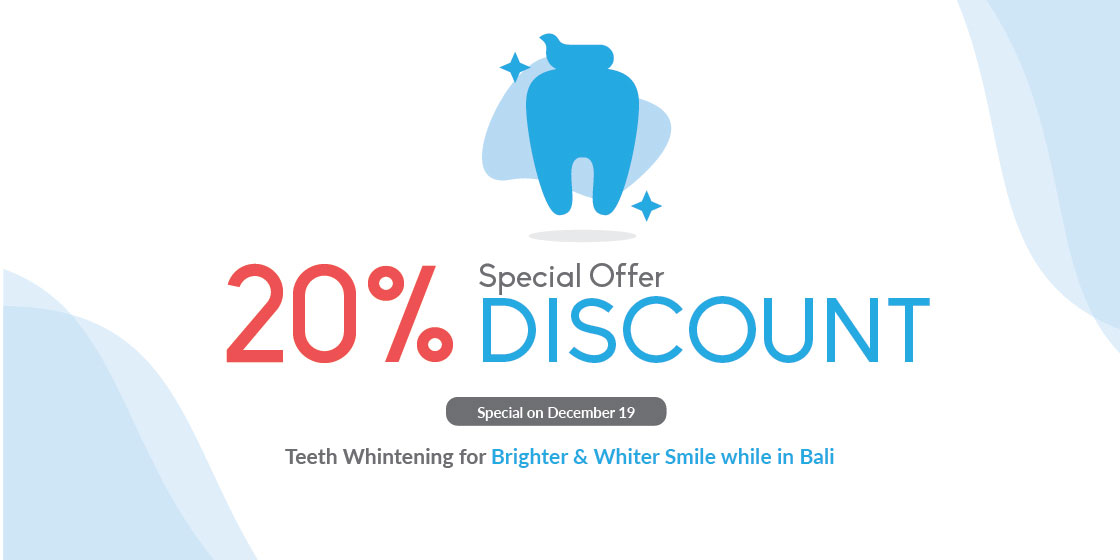 20%
Special Offer
DISCOUNT
Special on December 19
Teeth Whintening for Brighter & Whiter Smile while in Bali